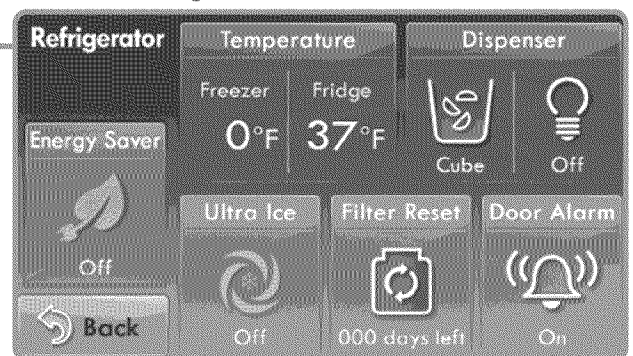 Refrigerator
Temperature
Dispenser
Freezer
Fridge
0°F
37°F
Cube
Off
Energy Saver
Off
Ultra Ice
Filter Reset
Door Alarm
Off
000 days left
On
Back